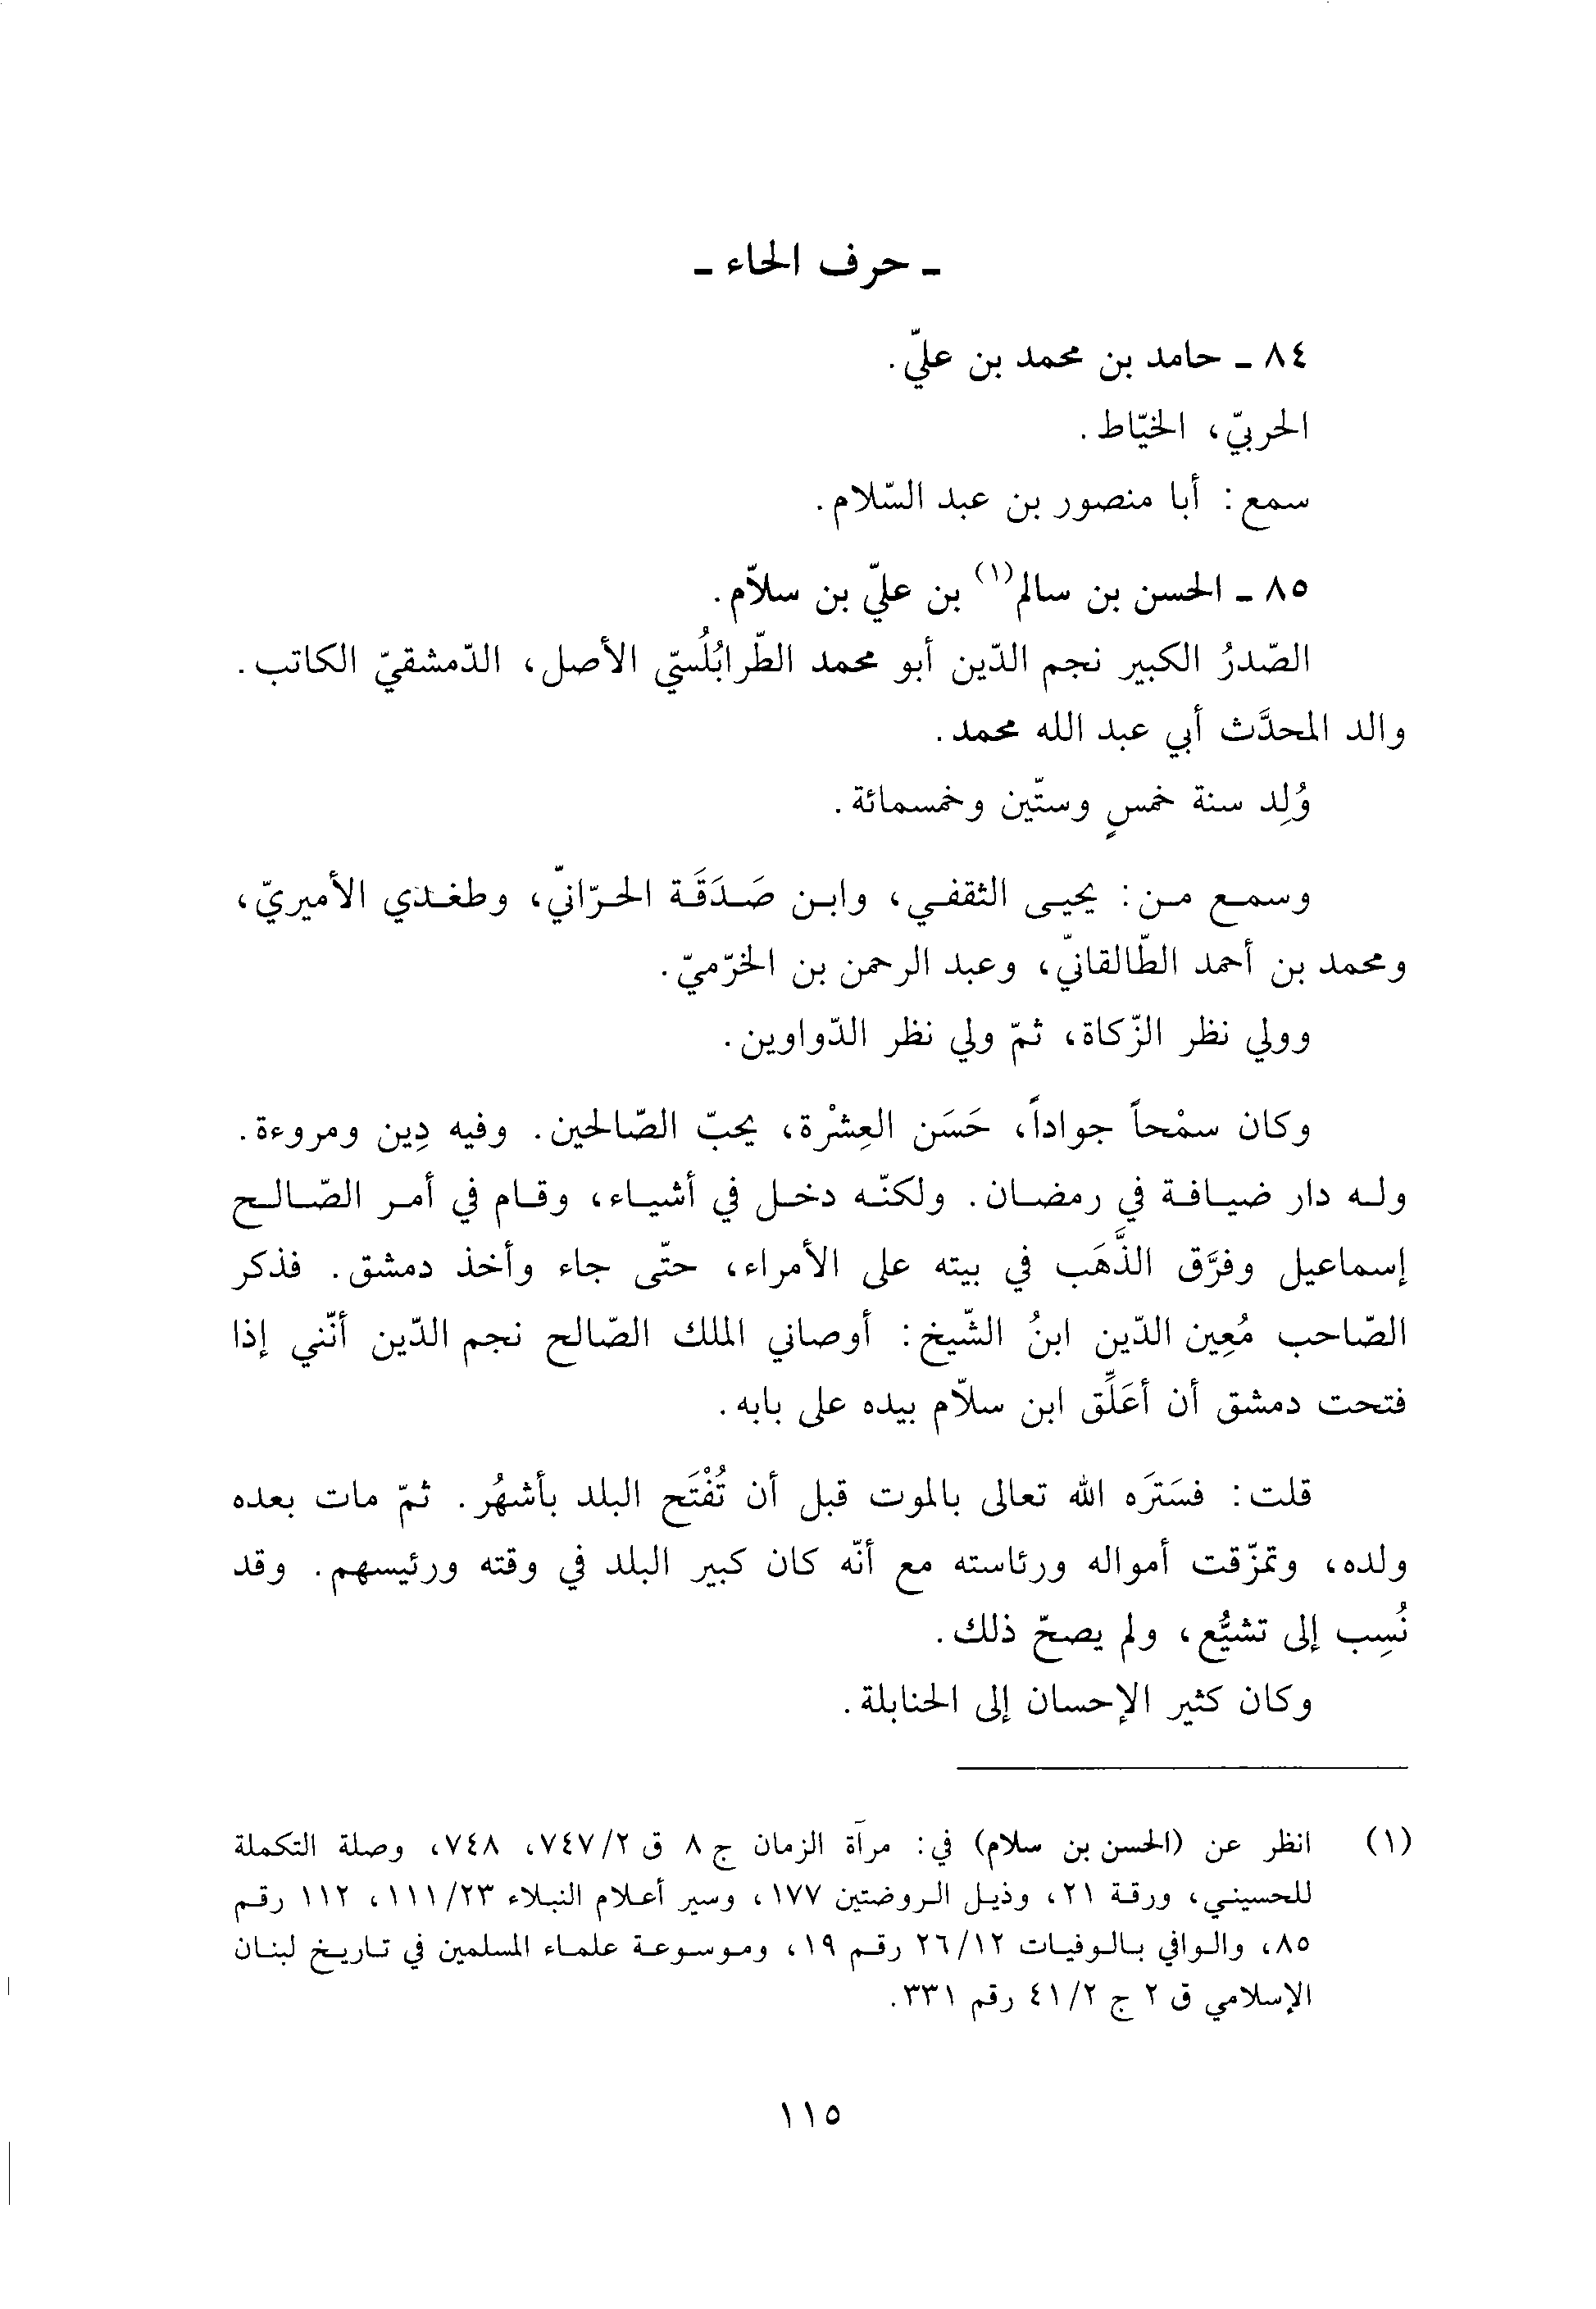 ـ حرف الحاء ـ
٨٤ ـ حامد بن محمد بن عليّ.
الحربيّ، الخيّاط.
سمع: أبا منصور بن عبد السّلام.
٨٥ ـ الحسن بن سالم(١) بن عليّ بن سلاّم.
الصّدرُ الكبير نجم الدّين أبو محمد الطّرابُلُسيّ الأصل، الدّمشقيّ الكاتب.
والد المحدَّث أبي عبد الله محمد.
وُلِد سنة خمسٍ وستّين وخمسمائة.
وسمع من: يحيى الثقفي، وابن صَدَقَة الحرّانيّ، وطغدي الأميريّ،
ومحمد بن أحمد الطّالقانيّ، وعبد الرحمن بن الخرّميّ.
وولي نظر الزّكاة، ثمّ ولي نظر الدّواوين.
وكان سمْحاً جواداً، حَسَن العِشْرة، يحبّ الصّالحين. وفيه دِين ومروءة.
وله دار ضيافة في رمضان. ولكنّه دخل في أشياء، وقام في أمر الصّالح
إسماعيل وفرَّق الذَّهَب في بيته على الأمراء، حتّى جاء وأخذ دمشق. فذكر
الصّاحب مُعِين الدّين ابنُ الشّيخ: أوصاني الملك الصّالح نجم الدّين أنّني إذا
فتحت دمشق أن أعَلِّق ابن سلاّم بيده على بابه.
قلت: فسَترَه الله تعالى بالموت قبل أن تُفْتَح البلد بأشهُر. ثمّ مات بعده
ولده، وتمزّقت أمواله ورئاسته مع أنّه كان كبير البلد في وقته ورئيسهم. وقد
نُسِب إلى تشيُّع، ولم يصحّ ذلك.
وكان كثير الإحسان إلى الحنابلة.
(١) انظر عن (الحسن بن سلام) في: مرآة الزمان ج ٨ ق ٧٤٧/٢، ٧٤٨، وصلة التكملة
للحسيني، ورقة ٢١، وذيل الروضتين ١٧٧، وسير أعلام النبلاء ١١١/٢٣، ١١٢ رقم
٨٥، والوافي بالوفيات ٢٦/١٢ رقم ١٩، وموسوعة علماء المسلمين في تاريخ لبنان
الإسلامي ق ٢ ج ٤١/٢ رقم ٣٣١.
١١٥